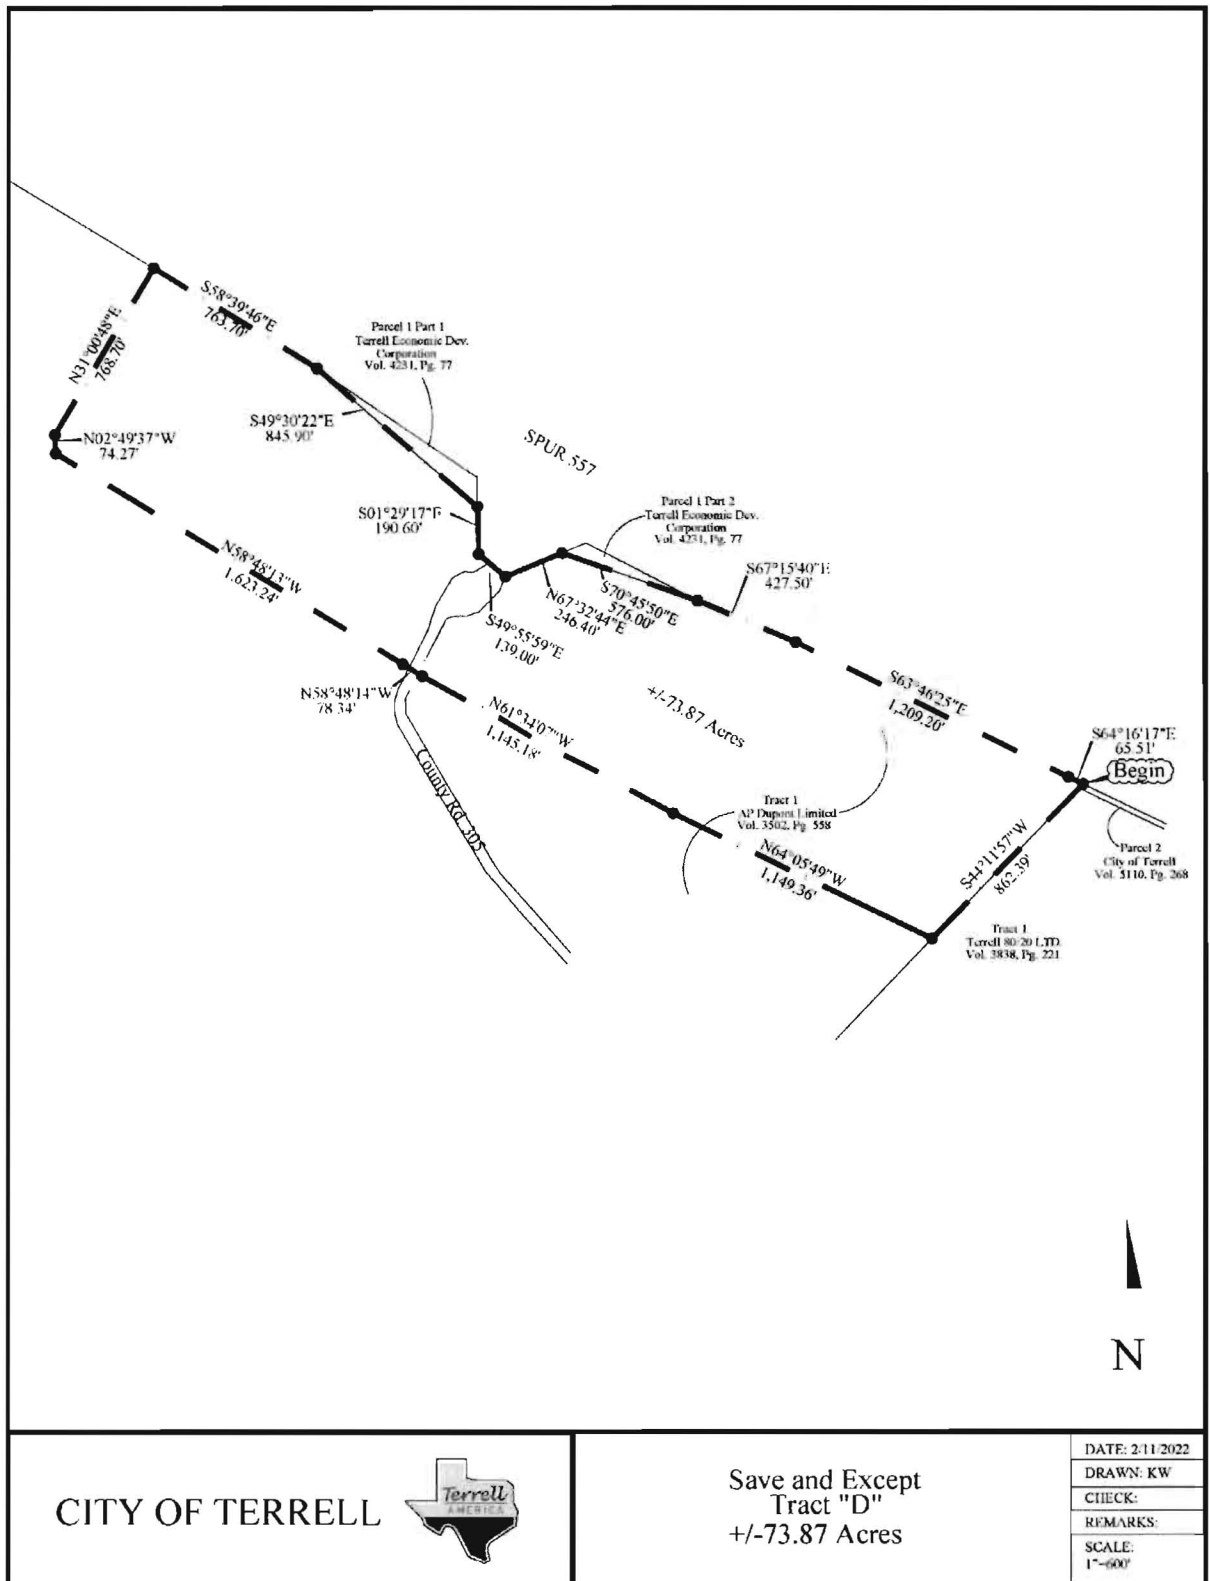 S58°39'46"E
763.70'
N31°00'48"E
768.70'
Parcel 1 Part 1
Terrell Economic Dev.
Corporation
Vol. 4231, Pg. 77
N02°49'37"W
74.27'
S49°30'22"E
845.90'
SPUR 557
S01°29'17"E
190.60'
Parcel 1 Part 2
Terrell Economic Dev.
Corporation
Vol. 4231, Pg. 77
N58°48'13"W
1,623.24'
S67°15'40"E
427.50'
S70°45'50"E
576.00'
N67°32'44"E
246.40'
S49°55'59"E
139.00'
N58°48'14"W
78.34'
+/-73.87 Acres
S63°46'25"E
1,209.20'
N61°34'07"W
1,145.18'
S64°16'17"E
65.51'
Begin
County Rd. 305
Tract 1
AP Dupont Limited
Vol. 3502, Pg. 558
N64°05'49"W
1,149.36'
S44°11'57"W
862.39'
Parcel 2
City of Terrell
Vol. 5110, Pg. 268
Tract 1
Terrell 80/20 LTD.
Vol. 3838, Pg. 221
N
CITY OF TERRELL
Terrell
AMERICA
Save and Except
Tract "D"
+/-73.87 Acres
DATE: 2/11/2022
DRAWN: KW
CHECK:
REMARKS:
SCALE:
1"=600'